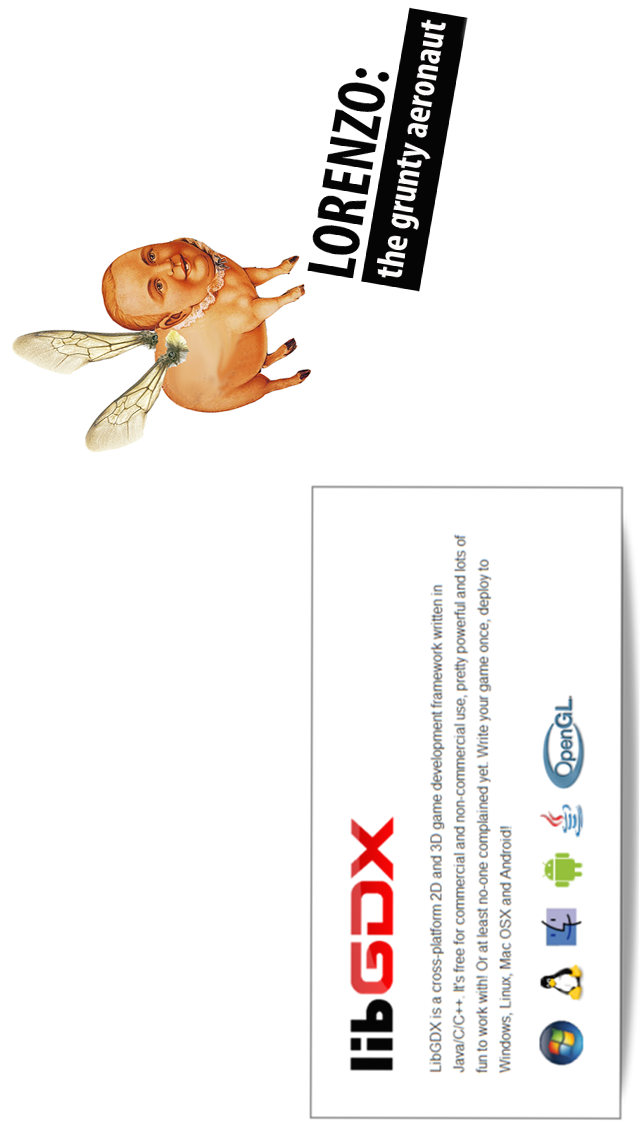 LORENZO:
the grunty aeronaut
libGDX
LibGDX is a cross-platform 2D and 3D game development framework written in
Java/C/C++. It's free for commercial and non-commercial use, pretty powerful and lots of
fun to work with! Or at least no-one complained yet. Write your game once, deploy to
Windows, Linux, Mac OSX and Android!
OpenGL.